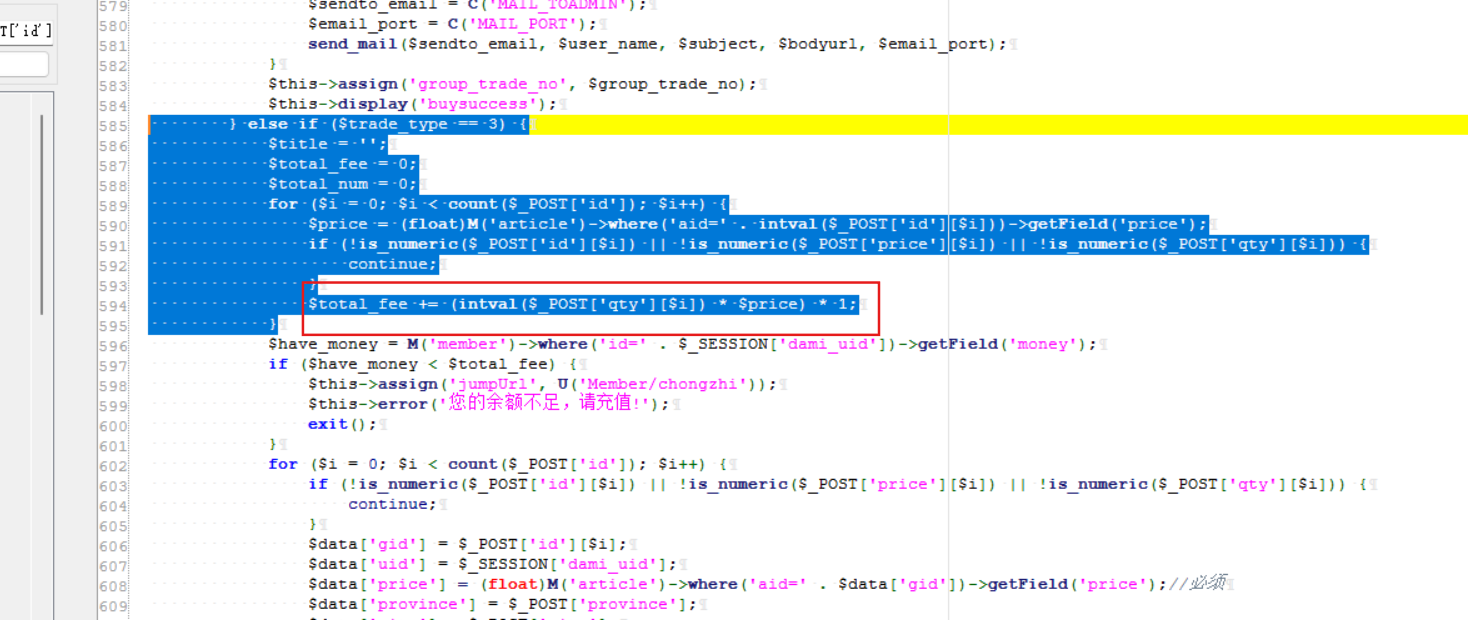 579 $sendto_email = C('MAIL_TOADMIN');
580 $email_port = C('MAIL_PORT');
T['id']
581 send_mail($sendto_email, $user_name, $subject, $bodyurl, $email_port);
582 }
583 $this->assign('group_trade_no', $group_trade_no);
584 $this->display('buysuccess');
585 } else if ($trade_type == 3) {
586 $title = '';
587 $total_fee = 0;
588 $total_num = 0;
589 for ($i = 0; $i < count($_POST['id']); $i++) {
590 $price = (float)M('article')->where('aid=' . intval($_POST['id'][$i]))->getField('price');
591 if (!is_numeric($_POST['id'][$i]) || !is_numeric($_POST['price'][$i]) || !is_numeric($_POST['qty'][$i])) {
592 continue;
593 }
594 $total_fee += (intval($_POST['qty'][$i]) * $price) * 1;
595 }
596 $have_money = M('member')->where('id=' . $_SESSION['dami_uid'])->getField('money');
597 if ($have_money < $total_fee) {
598 $this->assign('jumpUrl', U('Member/chongzhi'));
599 $this->error('您的余额不足，请充值!');
600 exit();
601 }
602 for ($i = 0; $i < count($_POST['id']); $i++) {
603 if (!is_numeric($_POST['id'][$i]) || !is_numeric($_POST['price'][$i]) || !is_numeric($_POST['qty'][$i])) {
604 continue;
605 }
606 $data['gid'] = $_POST['id'][$i];
607 $data['uid'] = $_SESSION['dami_uid'];
608 $data['price'] = (float)M('article')->where('aid=' . $data['gid'])->getField('price');//必须
609 $data['province'] = $_POST['province'];